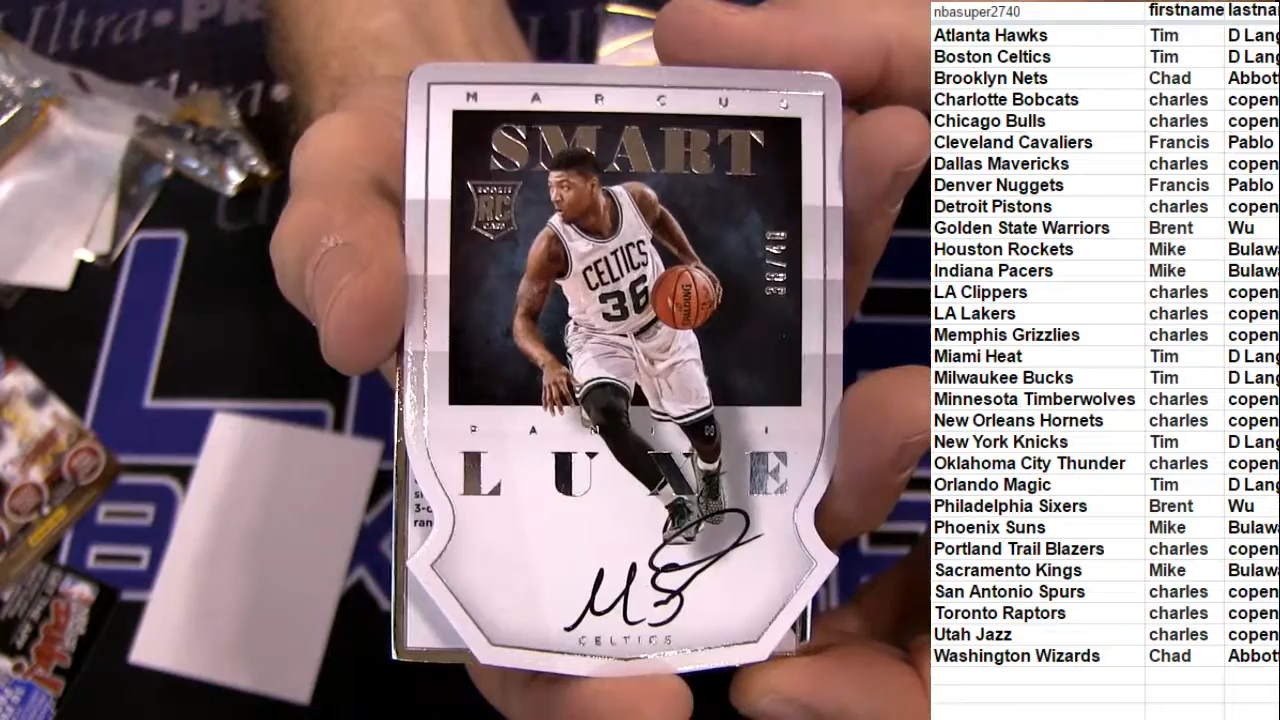 Ultra•PRO
MARCUS
SMART
ROOKIE
RC
CARD
CELTICS
36
SPALDING
PANINI
LUXE
MS
CELTICS
nbasuper2740 firstname lastna
Atlanta Hawks Tim D Lang
Boston Celtics Tim D Lang
Brooklyn Nets Chad Abbott
Charlotte Bobcats charles copen
Chicago Bulls charles copen
Cleveland Cavaliers Francis Pablo
Dallas Mavericks charles copen
Denver Nuggets Francis Pablo
Detroit Pistons charles copen
Golden State Warriors Brent Wu
Houston Rockets Mike Bulaw
Indiana Pacers Mike Bulaw
LA Clippers charles copen
LA Lakers charles copen
Memphis Grizzlies charles copen
Miami Heat Tim D Lang
Milwaukee Bucks Tim D Lang
Minnesota Timberwolves charles copen
New Orleans Hornets charles copen
New York Knicks Tim D Lang
Oklahoma City Thunder charles copen
Orlando Magic Tim D Lang
Philadelphia Sixers Brent Wu
Phoenix Suns Mike Bulaw
Portland Trail Blazers charles copen
Sacramento Kings Mike Bulaw
San Antonio Spurs charles copen
Toronto Raptors charles copen
Utah Jazz charles copen
Washington Wizards Chad Abbott